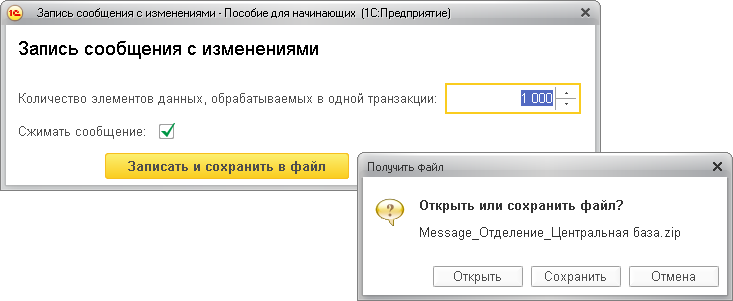 Запись сообщения с изменениями - Пособие для начинающих (1С:Предприятие)
Запись сообщения с изменениями
Количество элементов данных, обрабатываемых в одной транзакции: 1 000
Сжимать сообщение:
Записать и сохранить в файл
Получить файл
Открыть или сохранить файл?
Message_Отделение_Центральная база.zip
Открыть Сохранить Отмена